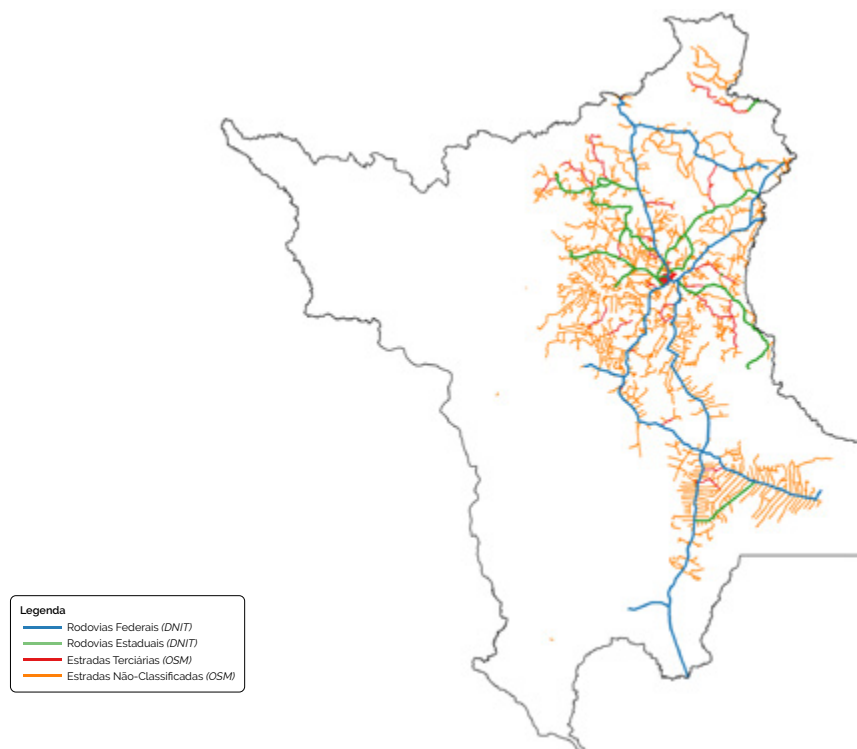 Legenda
Rodovias Federais (DNIT)
Rodovias Estaduais (DNIT)
Estradas Terciárias (OSM)
Estradas Não-Classificadas (OSM)